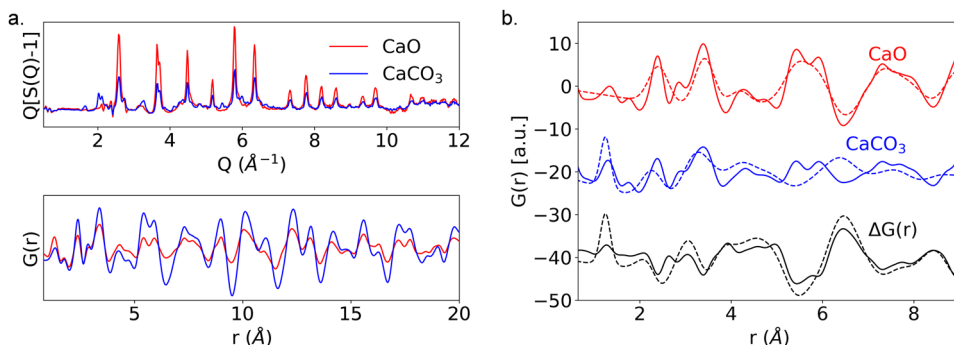 a.
Q[S(Q)-1]
CaO
CaCO₃
2 4 6 8 10 12
Q (Å⁻¹)
G(r)
5 10 15 20
r (Å)
b.
G(r) [a.u.]
10
0
−10
−20
−30
−40
−50
CaO
CaCO₃
ΔG(r)
2 4 6 8
r (Å)